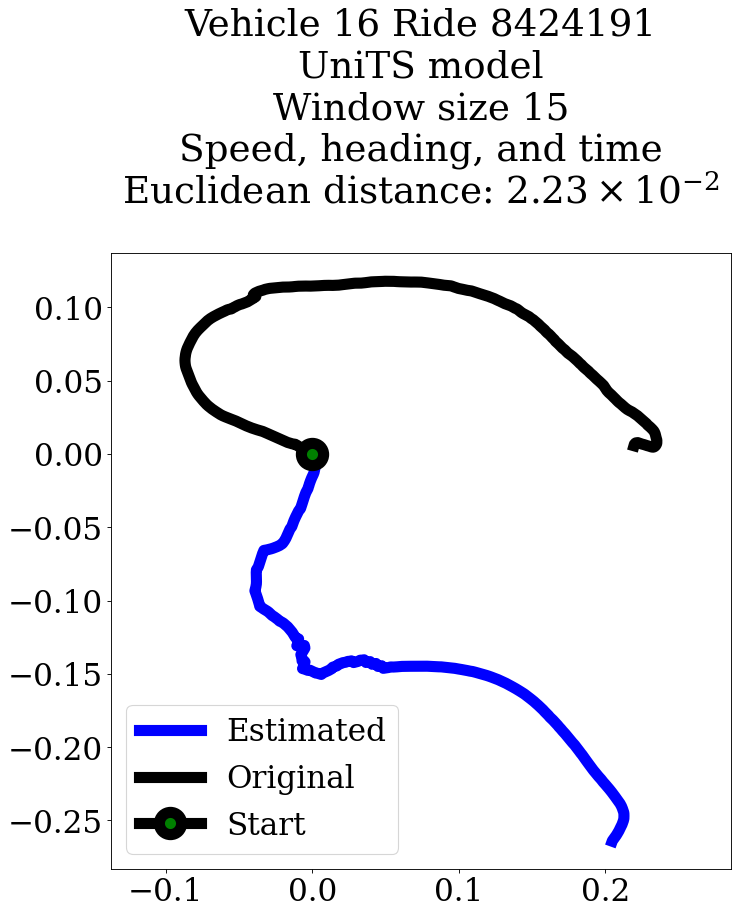 Vehicle 16 Ride 8424191
UniTS model
Window size 15
Speed, heading, and time
Euclidean distance: 2.23 × 10⁻²
0.10
0.05
0.00
−0.05
−0.10
−0.15
−0.20
−0.25
Estimated
Original
Start
−0.1 0.0 0.1 0.2